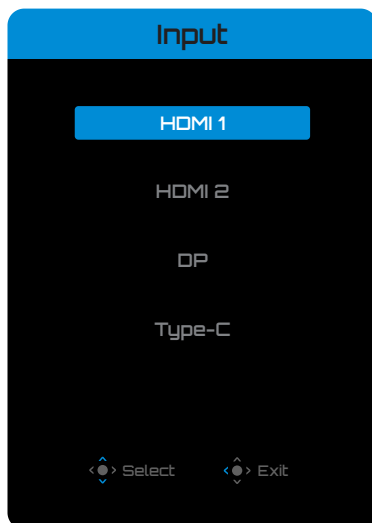 Input
HDMI 1
HDMI 2
DP
Type-C
Select Exit